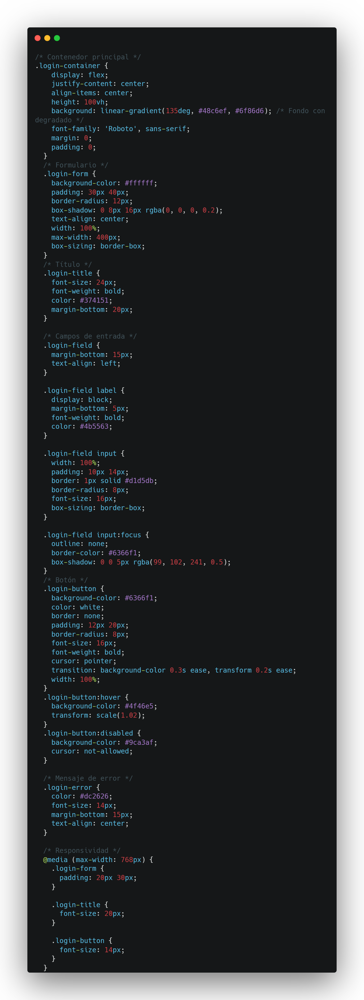 /* Contenedor principal */
.login-container {
    display: flex;
    justify-content: center;
    align-items: center;
    height: 100vh;
    background: linear-gradient(135deg, #48c6ef, #6f86d6); /* Fondo con
degradado */
    font-family: 'Roboto', sans-serif;
    margin: 0;
    padding: 0;
  }
  /* Formulario */
  .login-form {
    background-color: #ffffff;
    padding: 30px 40px;
    border-radius: 12px;
    box-shadow: 0 8px 16px rgba(0, 0, 0, 0.2);
    text-align: center;
    width: 100%;
    max-width: 400px;
    box-sizing: border-box;
  }
  /* Título */
  .login-title {
    font-size: 24px;
    font-weight: bold;
    color: #374151;
    margin-bottom: 20px;
  }

  /* Campos de entrada */
  .login-field {
    margin-bottom: 15px;
    text-align: left;
  }

  .login-field label {
    display: block;
    margin-bottom: 5px;
    font-weight: bold;
    color: #4b5563;
  }

  .login-field input {
    width: 100%;
    padding: 10px 14px;
    border: 1px solid #d1d5db;
    border-radius: 8px;
    font-size: 16px;
    box-sizing: border-box;
  }

  .login-field input:focus {
    outline: none;
    border-color: #6366f1;
    box-shadow: 0 0 5px rgba(99, 102, 241, 0.5);
  }
  /* Botón */
  .login-button {
    background-color: #6366f1;
    color: white;
    border: none;
    padding: 12px 20px;
    border-radius: 8px;
    font-size: 16px;
    font-weight: bold;
    cursor: pointer;
    transition: background-color 0.3s ease, transform 0.2s ease;
    width: 100%;
  }
  .login-button:hover {
    background-color: #4f46e5;
    transform: scale(1.02);
  }
  .login-button:disabled {
    background-color: #9ca3af;
    cursor: not-allowed;
  }

  /* Mensaje de error */
  .login-error {
    color: #dc2626;
    font-size: 14px;
    margin-bottom: 15px;
    text-align: center;
  }

  /* Responsividad */
  @media (max-width: 768px) {
    .login-form {
      padding: 20px 30px;
    }

    .login-title {
      font-size: 20px;
    }

    .login-button {
      font-size: 14px;
    }
  }